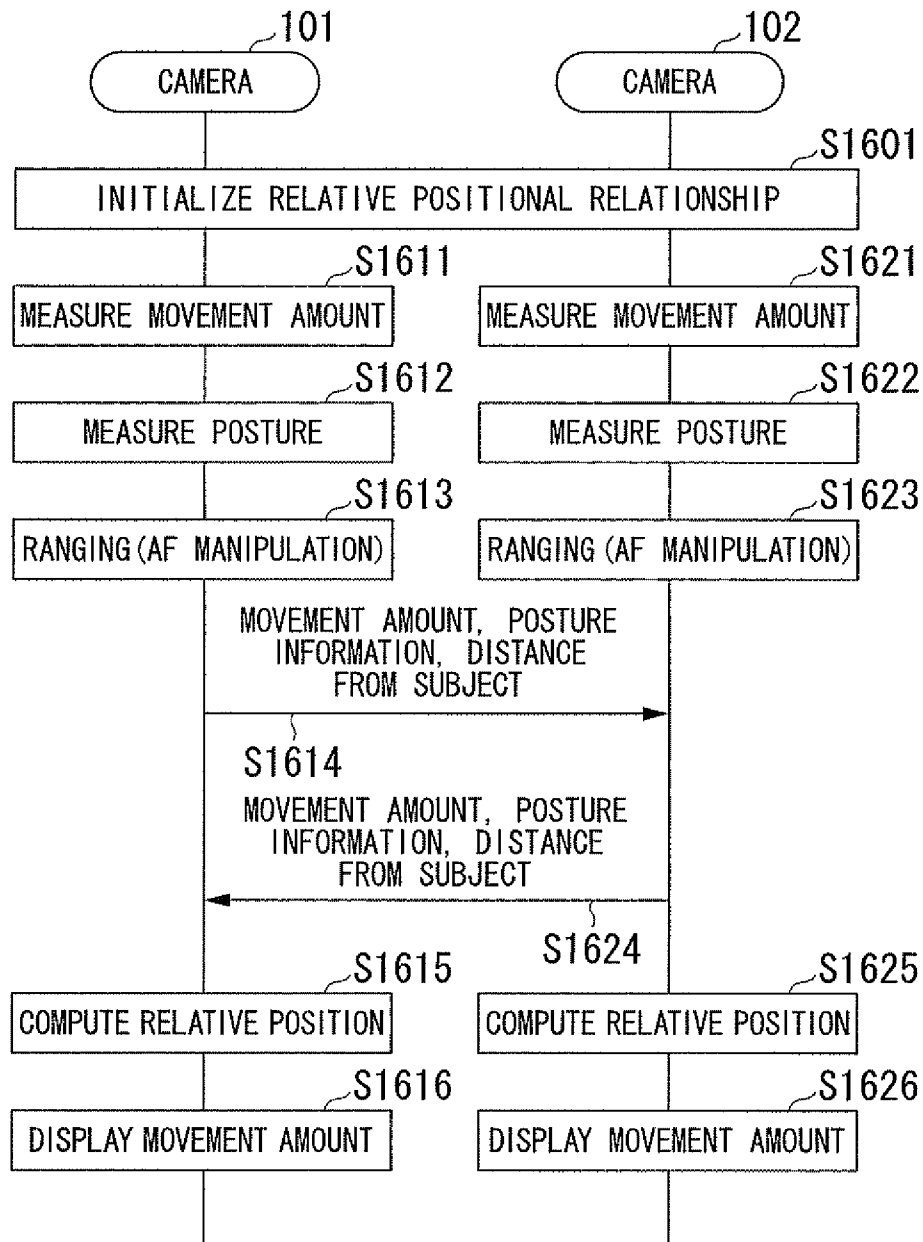 101
102
CAMERA
CAMERA
S1601
INITIALIZE RELATIVE POSITIONAL RELATIONSHIP
S1611
S1621
MEASURE MOVEMENT AMOUNT
MEASURE MOVEMENT AMOUNT
S1612
S1622
MEASURE POSTURE
MEASURE POSTURE
S1613
S1623
RANGING (AF MANIPULATION)
RANGING (AF MANIPULATION)
MOVEMENT AMOUNT, POSTURE
INFORMATION, DISTANCE
FROM SUBJECT
S1614
MOVEMENT AMOUNT, POSTURE
INFORMATION, DISTANCE
FROM SUBJECT
S1624
S1615
S1625
COMPUTE RELATIVE POSITION
COMPUTE RELATIVE POSITION
S1616
S1626
DISPLAY MOVEMENT AMOUNT
DISPLAY MOVEMENT AMOUNT